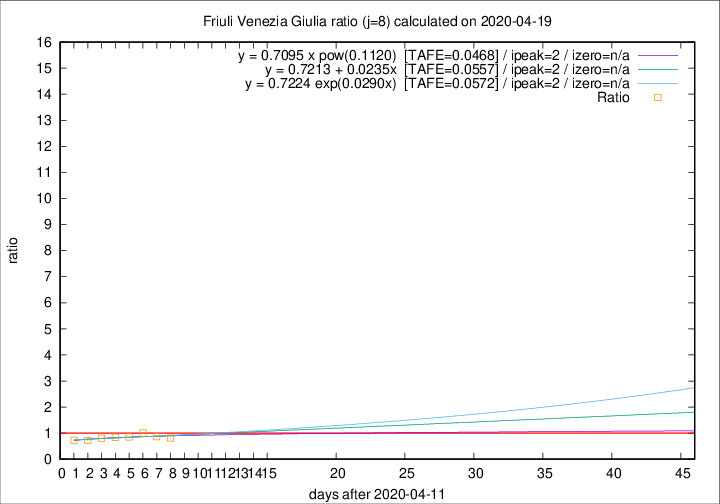 Friuli Venezia Giulia ratio (j=8) calculated on 2020-04-19
y = 0.7095 x pow(0.1120) [TAFE=0.0468] / ipeak=2 / izero=n/a
y = 0.7213 + 0.0235x [TAFE=0.0557] / ipeak=2 / izero=n/a
y = 0.7224 exp(0.0290x) [TAFE=0.0572] / ipeak=2 / izero=n/a
Ratio
16
15
14
13
12
11
10
9
8
7
6
5
4
3
2
1
0
ratio
0 1 2 3 4 5 6 7 8 9 10 11 12 13 14 15 20 25 30 35 40 45
days after 2020-04-11